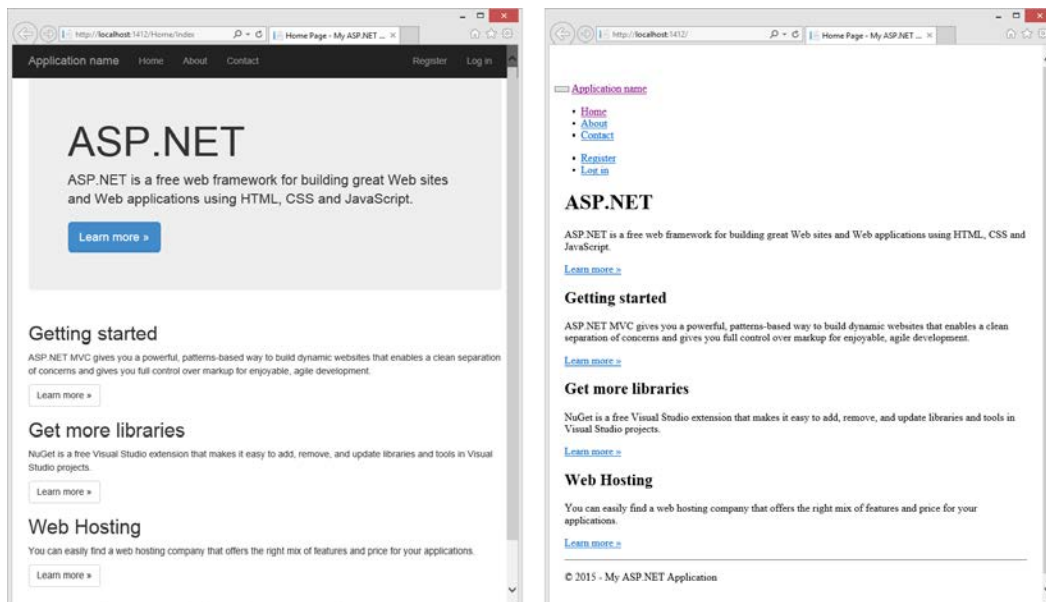 http://localhost:1412/Home/Index
Home Page - My ASP.NET ...
Application name Home About Contact Register Log in
ASP.NET
ASP.NET is a free web framework for building great Web sites
and Web applications using HTML, CSS and JavaScript.
Learn more »
Getting started
ASP.NET MVC gives you a powerful, patterns-based way to build dynamic websites that enables a clean separation
of concerns and gives you full control over markup for enjoyable, agile development.
Learn more »
Get more libraries
NuGet is a free Visual Studio extension that makes it easy to add, remove, and update libraries and tools in Visual
Studio projects.
Learn more »
Web Hosting
You can easily find a web hosting company that offers the right mix of features and price for your applications.
Learn more »
http://localhost:1412/
Home Page - My ASP.NET ...
Application name
Home
About
Contact
Register
Log in
ASP.NET
ASP.NET is a free web framework for building great Web sites and Web applications using HTML, CSS and
JavaScript.
Learn more »
Getting started
ASP.NET MVC gives you a powerful, patterns-based way to build dynamic websites that enables a clean
separation of concerns and gives you full control over markup for enjoyable, agile development.
Learn more »
Get more libraries
NuGet is a free Visual Studio extension that makes it easy to add, remove, and update libraries and tools in
Visual Studio projects.
Learn more »
Web Hosting
You can easily find a web hosting company that offers the right mix of features and price for your
applications.
Learn more »
© 2015 - My ASP.NET Application